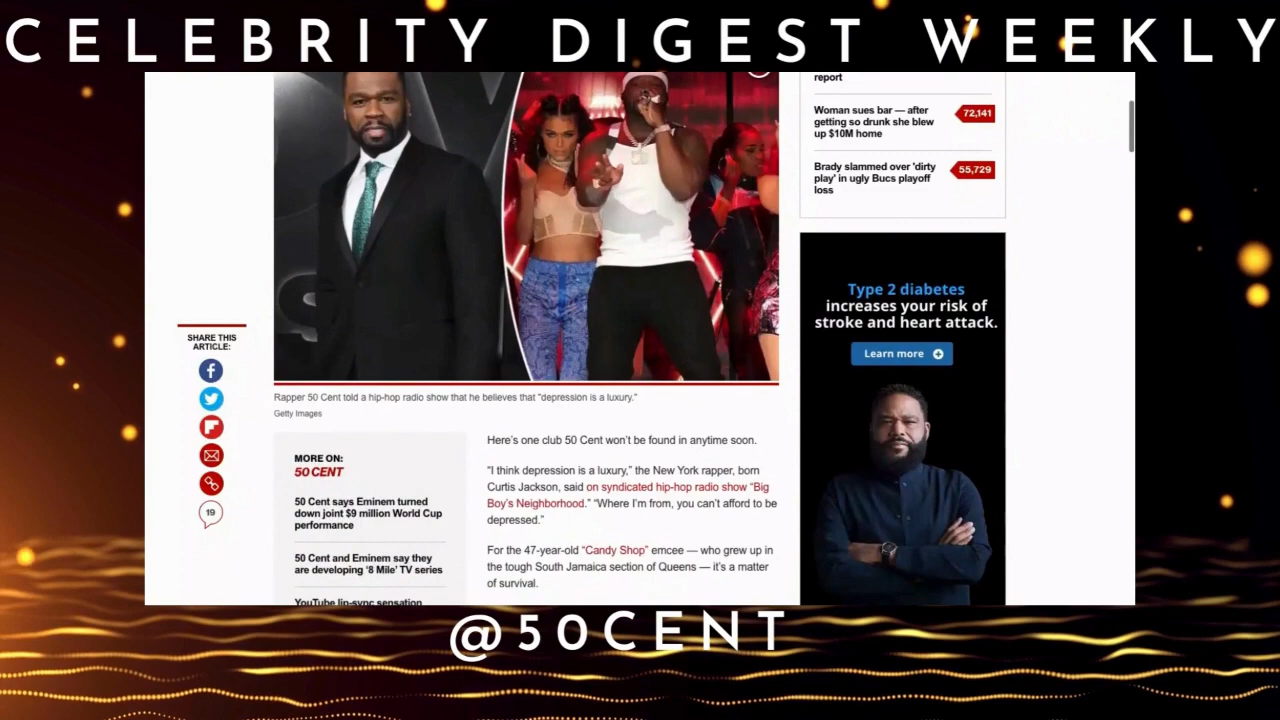 CELEBRITY DIGEST WEEKLY
report
Woman sues bar — after
getting so drunk she blew
up $10M home
72,141
Brady slammed over 'dirty
play' in ugly Bucs playoff
loss
55,729
Type 2 diabetes
increases your risk of
stroke and heart attack.
Learn more
SHARE THIS
ARTICLE:
19
Rapper 50 Cent told a hip-hop radio show that he believes that "depression is a luxury."
Getty Images
MORE ON:
50 CENT
50 Cent says Eminem turned
down joint $9 million World Cup
performance
50 Cent and Eminem say they
are developing ‘8 Mile’ TV series
YouTube lip-sync sensation
Here’s one club 50 Cent won’t be found in anytime soon.
“I think depression is a luxury,” the New York rapper, born
Curtis Jackson, said on syndicated hip-hop radio show “Big
Boy’s Neighborhood.” “Where I’m from, you can’t afford to be
depressed.”
For the 47-year-old “Candy Shop” emcee — who grew up in
the tough South Jamaica section of Queens — it’s a matter
of survival.
@50CENT